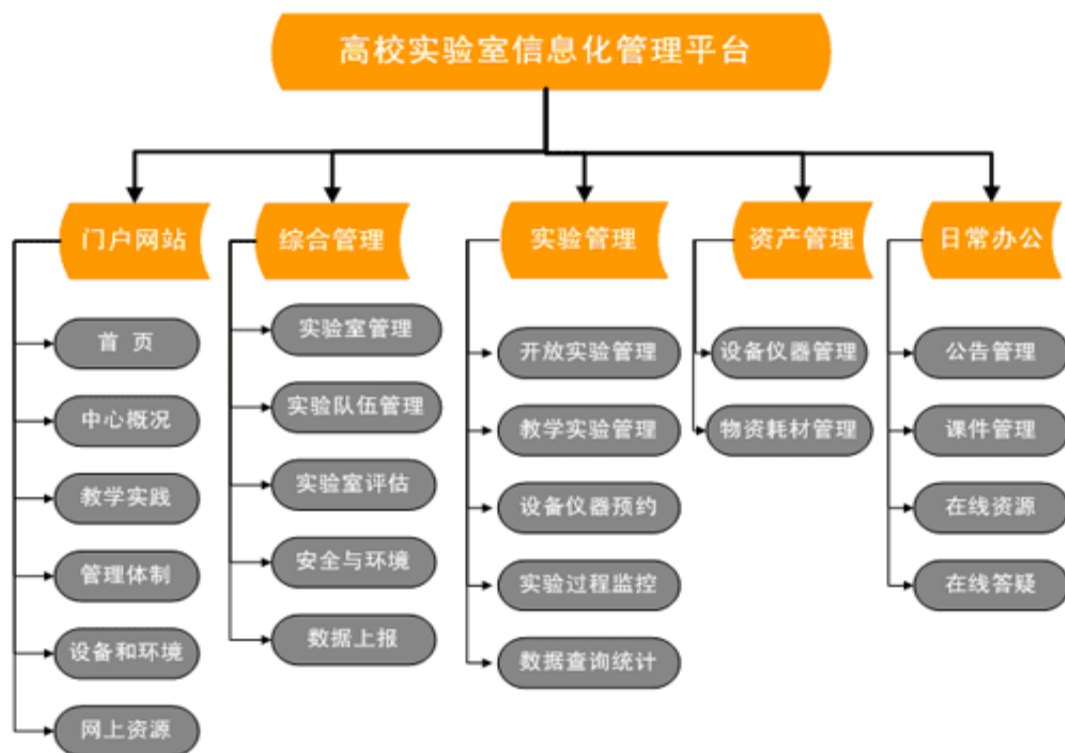 高校实验室信息化管理平台
门户网站
首 页
中心概况
教学实践
管理体制
设备和环境
网上资源
综合管理
实验室管理
实验队伍管理
实验室评估
安全与环境
数据上报
实验管理
开放实验管理
教学实验管理
设备仪器预约
实验过程监控
数据查询统计
资产管理
设备仪器管理
物资耗材管理
日常办公
公告管理
课件管理
在线资源
在线答疑